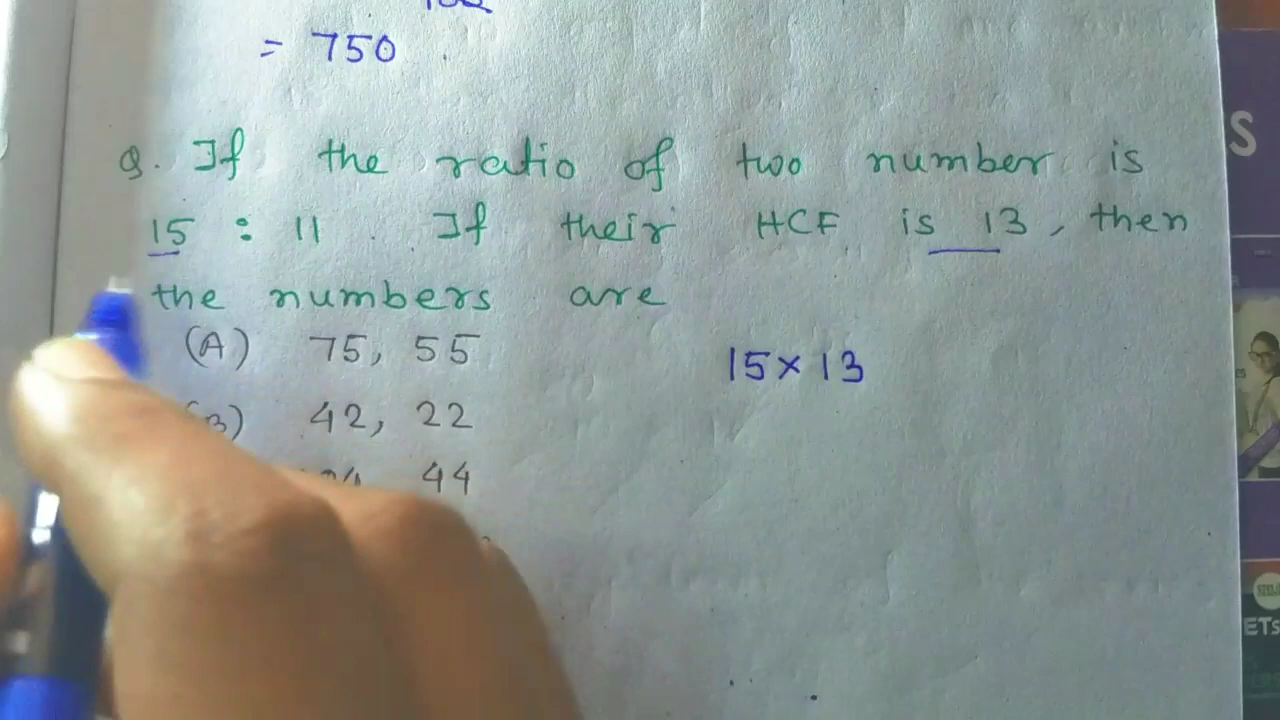 = 750
Q. If the ratio of two number is
15 : 11. If their HCF is 13, then
the numbers are
(A) 75, 55
15 × 13
42, 22
44
S
ETs